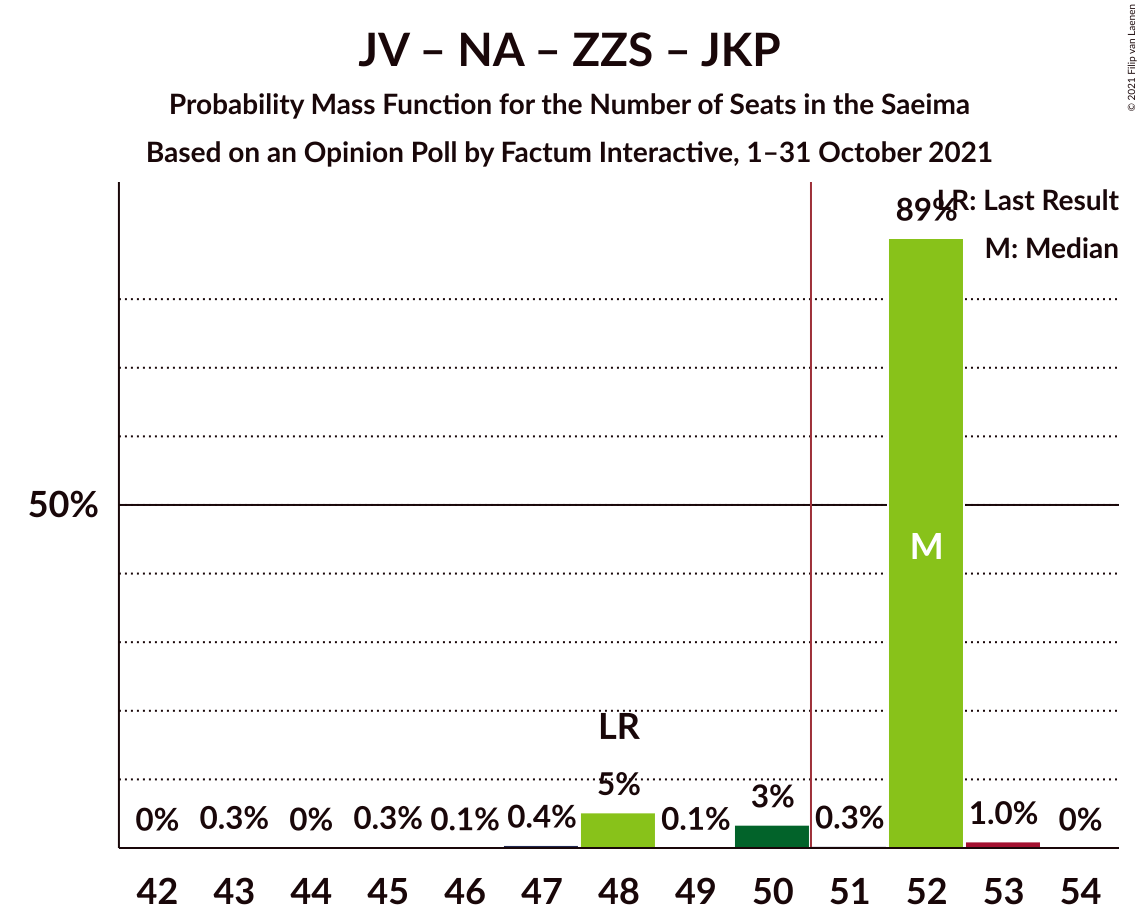 JV – NA – ZZS – JKP
Probability Mass Function for the Number of Seats in the Saeima
Based on an Opinion Poll by Factum Interactive, 1–31 October 2021
© 2021 Filip van Laenen
LR: Last Result
M: Median
89%
50%
M
LR
0% 0.3% 0% 0.3% 0.1% 0.4% 5% 0.1% 3% 0.3% 1.0% 0%
42 43 44 45 46 47 48 49 50 51 52 53 54